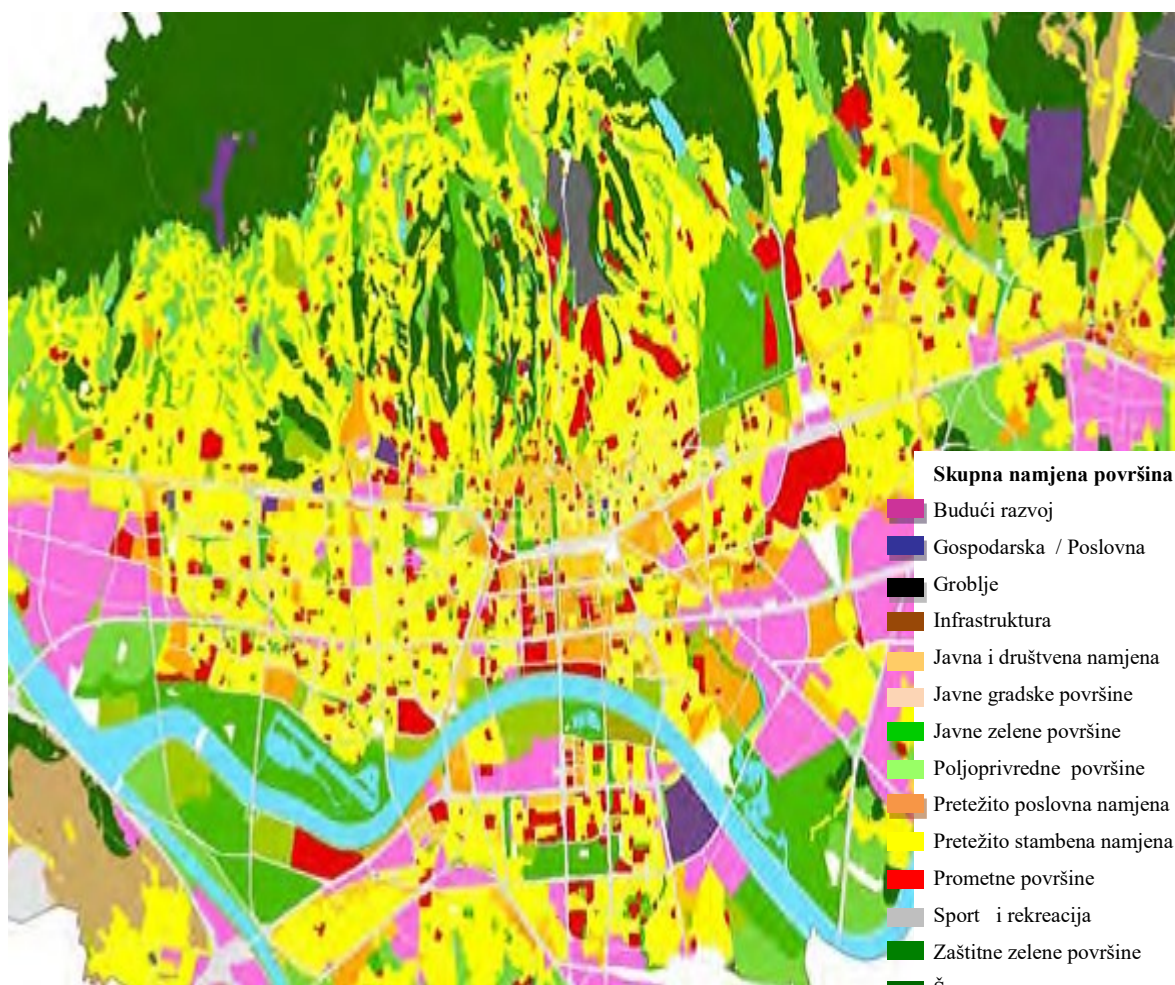 Skupna namjena površina
Budući razvoj
Gospodarska / Poslovna
Groblje
Infrastruktura
Javna i društvena namjena
Javne gradske površine
Javne zelene površine
Poljoprivredne površine
Pretežito poslovna namjena
Pretežito stambena namjena
Prometne površine
Sport i rekreacija
Zaštitne zelene površine